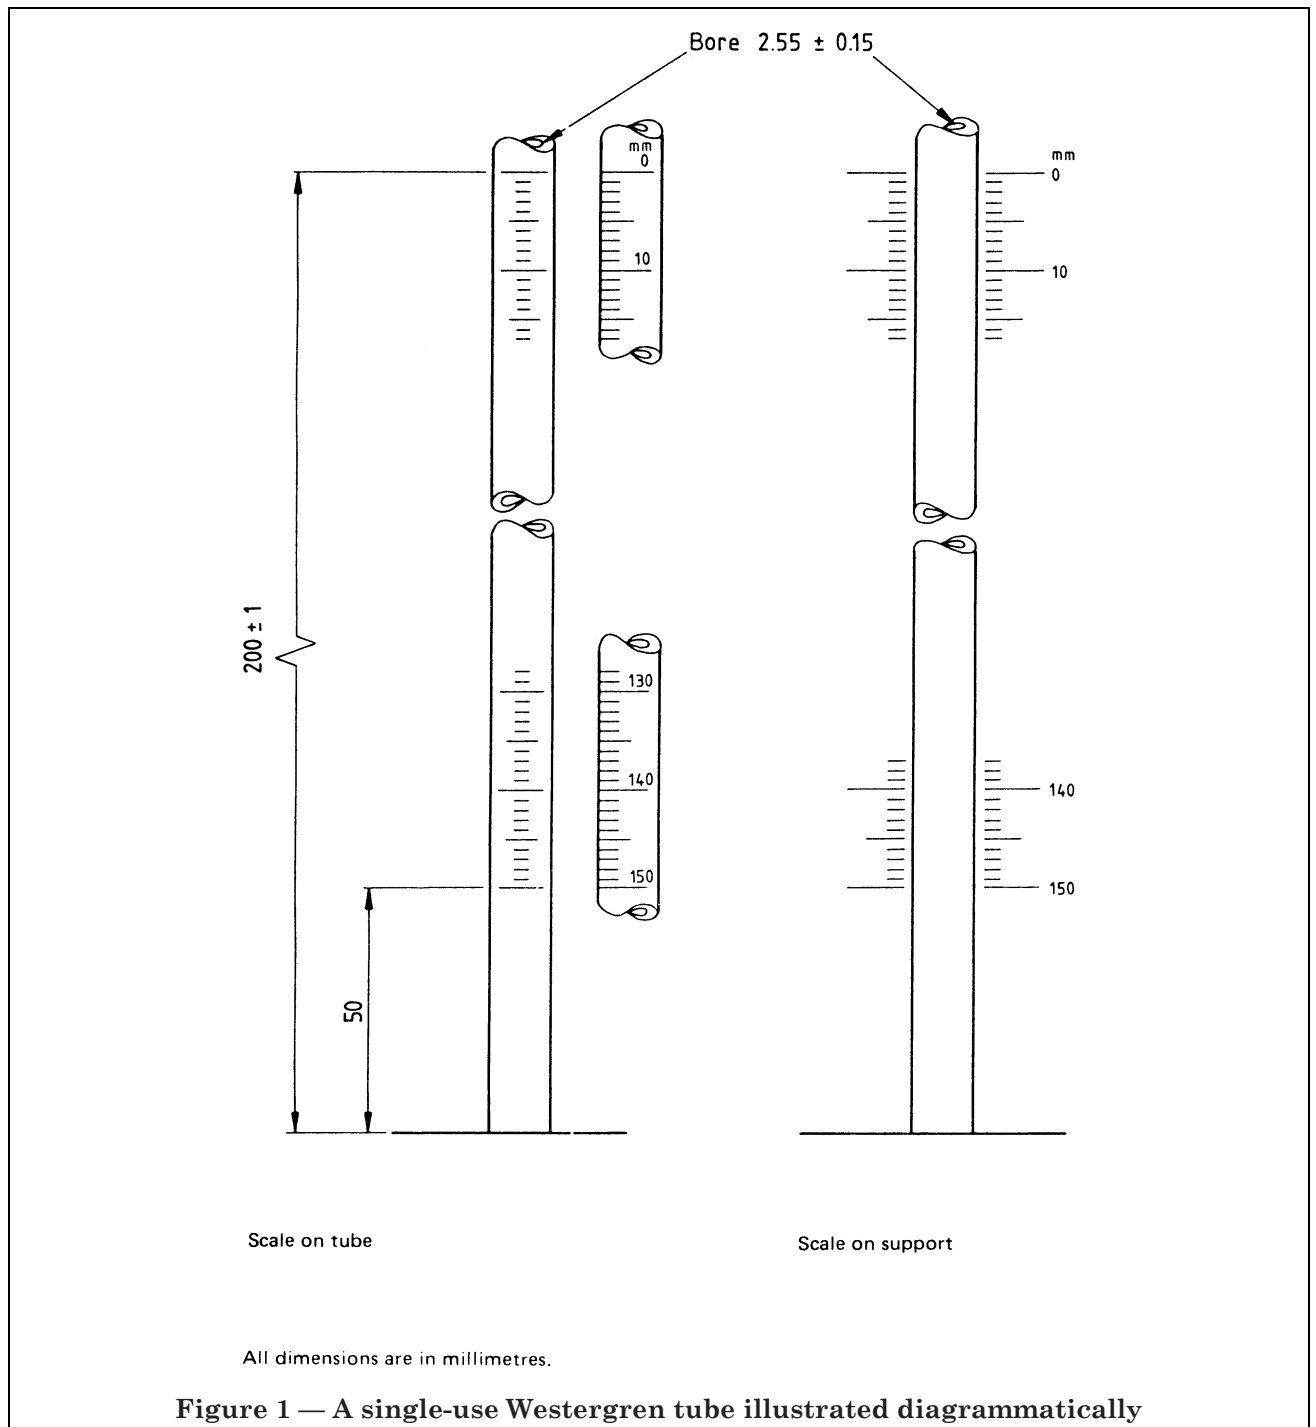 Bore 2.55 ± 0.15
mm
0
10
mm
0
10
200 ± 1
130
140
150
140
150
50
Scale on tube
Scale on support
All dimensions are in millimetres.
Figure 1 — A single-use Westergren tube illustrated diagrammatically